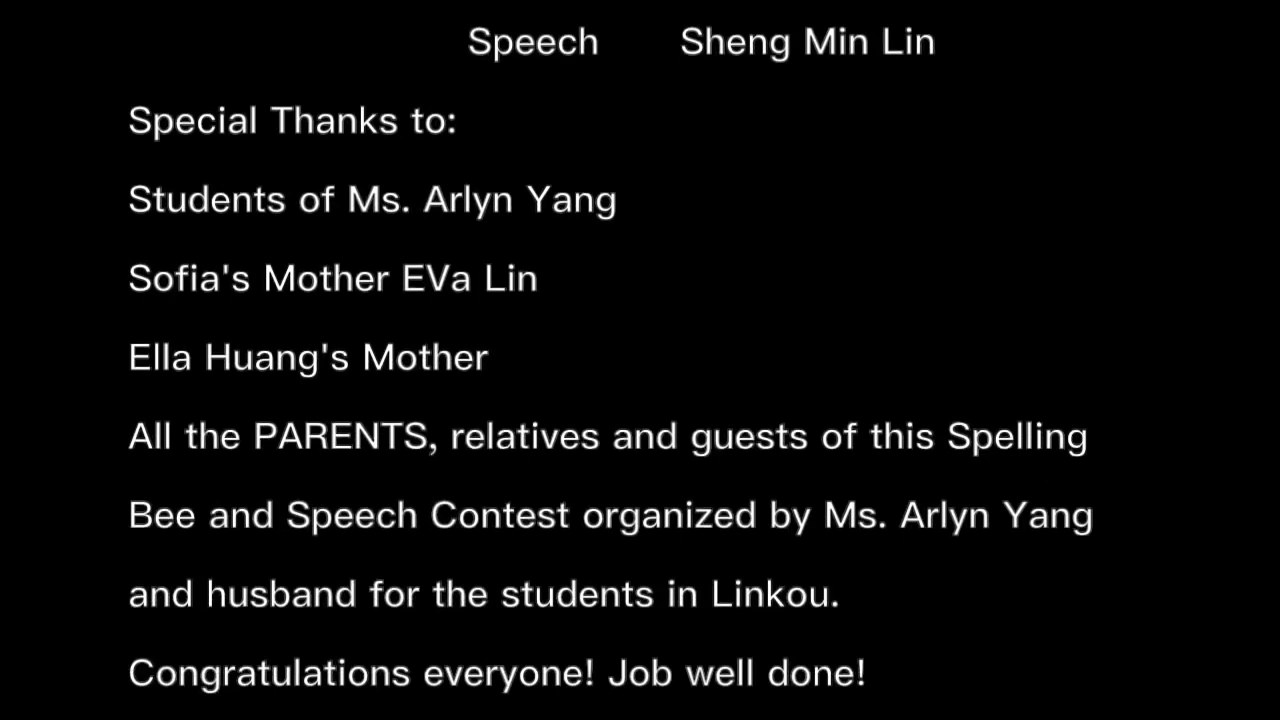 Speech Sheng Min Lin
Special Thanks to:
Students of Ms. Arlyn Yang
Sofia's Mother EVa Lin
Ella Huang's Mother
All the PARENTS, relatives and guests of this Spelling
Bee and Speech Contest organized by Ms. Arlyn Yang
and husband for the students in Linkou.
Congratulations everyone! Job well done!